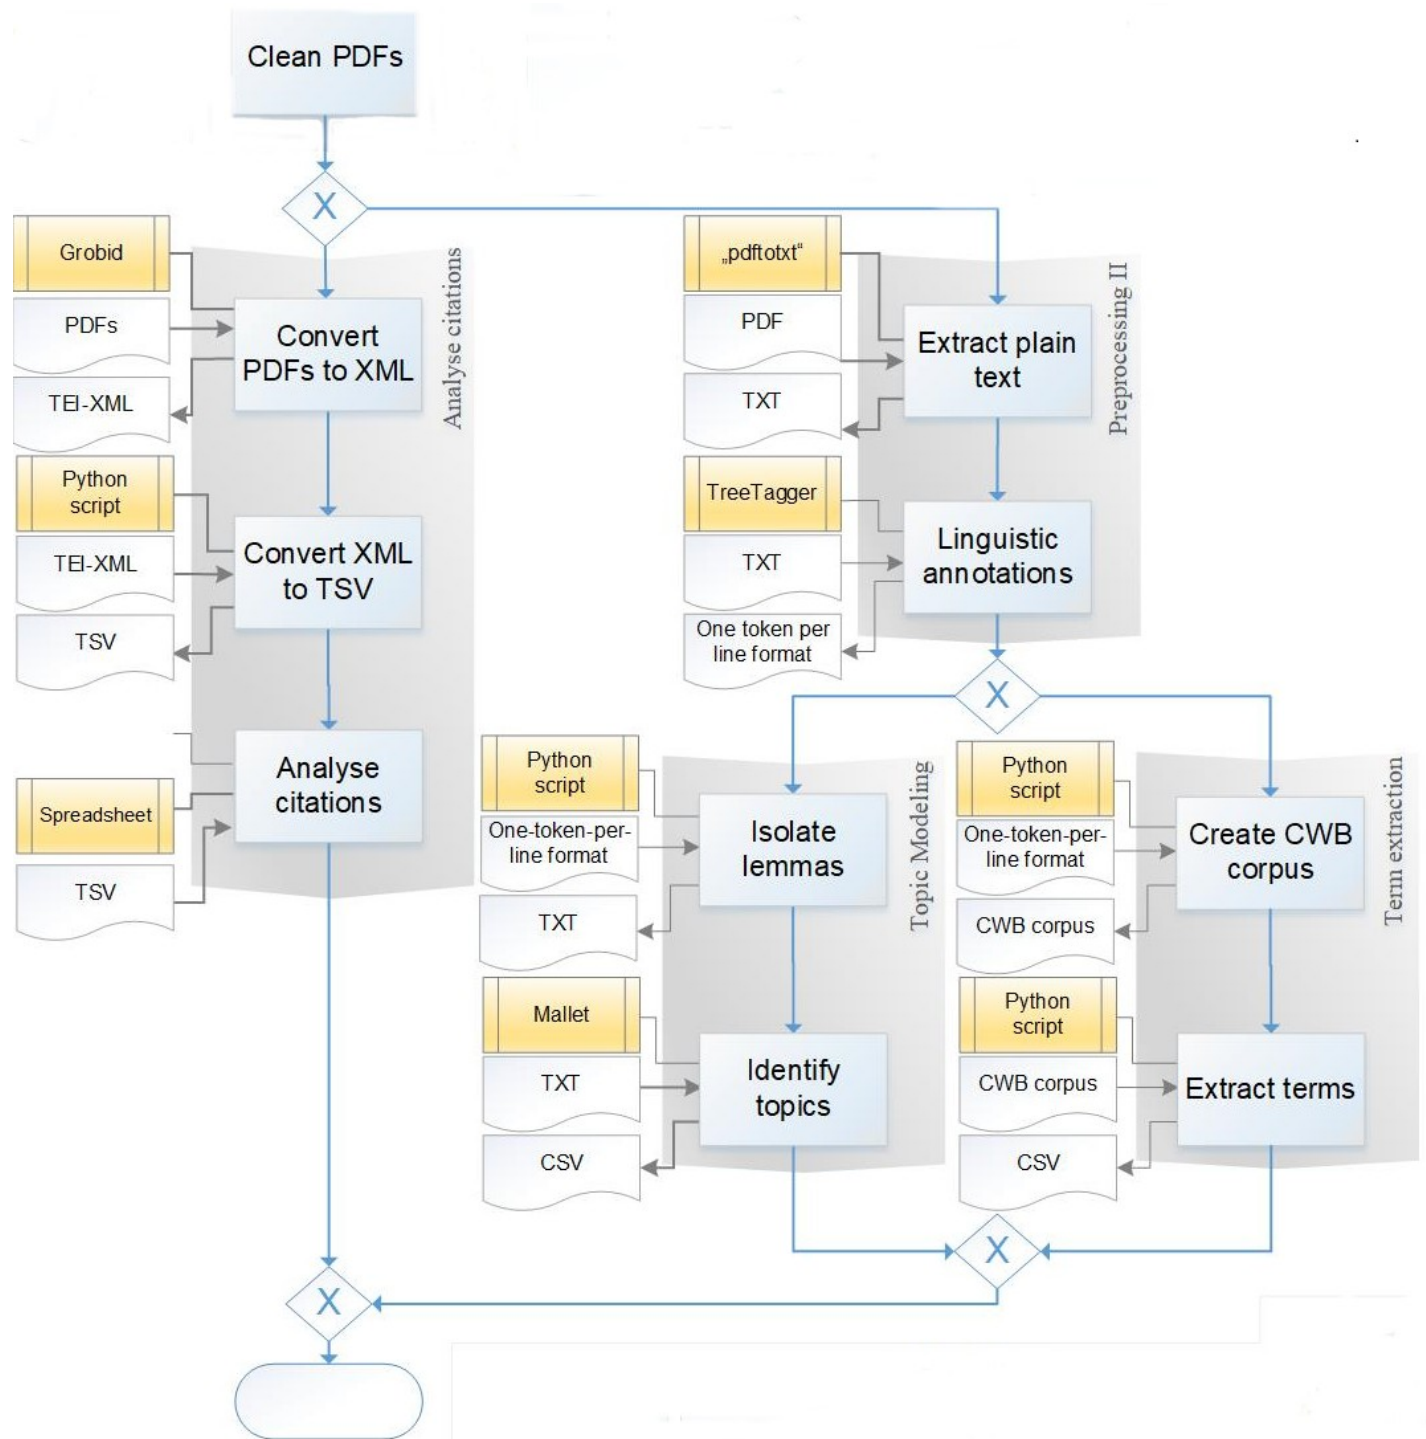 Clean PDFs
X
Grobid
PDFs
TEI-XML
Convert
PDFs to XML
Analyse citations
Python
script
TEI-XML
TSV
Convert XML
to TSV
Spreadsheet
TSV
Analyse
citations
„pdftotxt“
PDF
TXT
Extract plain
text
Preprocessing II
TreeTagger
TXT
One token per
line format
Linguistic
annotations
X
Python
script
One-token-per-
line format
TXT
Isolate
lemmas
Topic Modeling
Mallet
TXT
CSV
Identify
topics
Python
script
One-token-per-
line format
CWB corpus
Create CWB
corpus
Term extraction
Python
script
CWB corpus
CSV
Extract terms
X
X